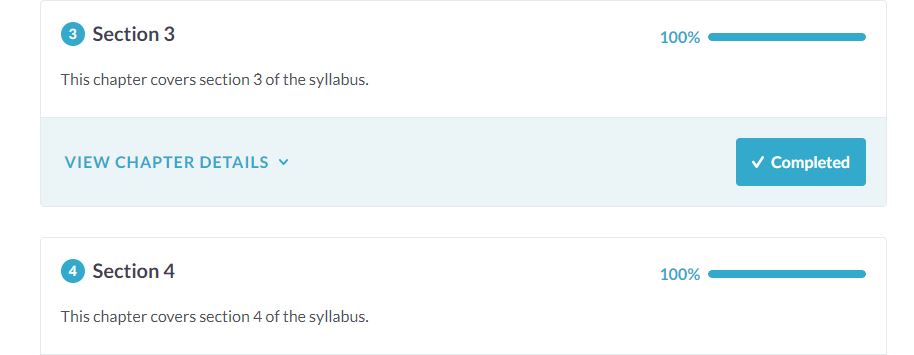 3 Section 3
100%
This chapter covers section 3 of the syllabus.
VIEW CHAPTER DETAILS
✓ Completed
4 Section 4
100%
This chapter covers section 4 of the syllabus.